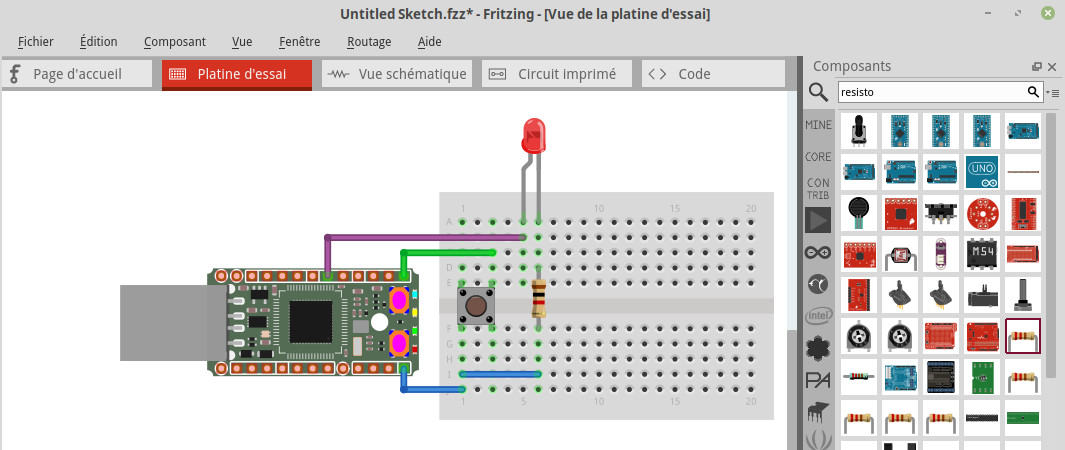 Untitled Sketch.fzz* - Fritzing - [Vue de la platine d'essai]
Fichier Édition Composant Vue Fenêtre Routage Aide
Page d'accueil Platine d'essai Vue schématique Circuit imprimé Code
Composants
resisto
MINE
CORE
CON
TRIB
intel
PA
UNO
M54
1 5 10 15 20
A
D
E
F
G
H
I
J
1 5 10 15 20